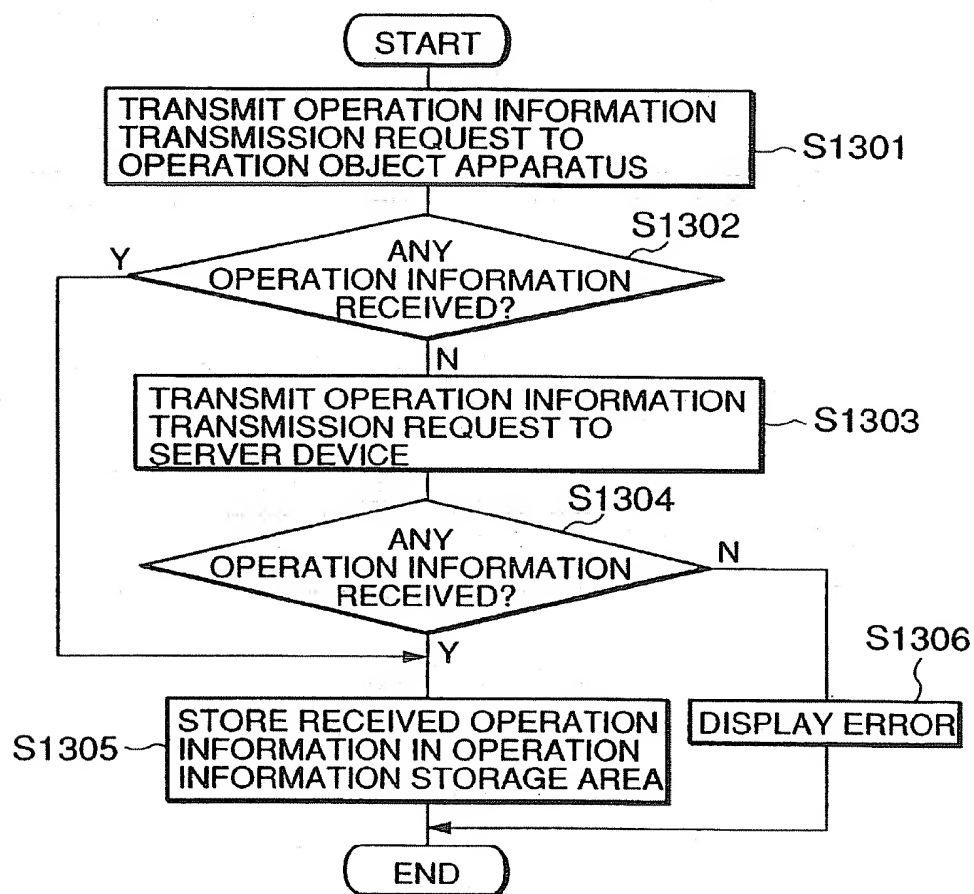 START
TRANSMIT OPERATION INFORMATION
TRANSMISSION REQUEST TO
OPERATION OBJECT APPARATUS
S1301
S1302
Y
ANY
OPERATION INFORMATION
RECEIVED?
N
TRANSMIT OPERATION INFORMATION
TRANSMISSION REQUEST TO
SERVER DEVICE
S1303
S1304
ANY
OPERATION INFORMATION
RECEIVED?
N
Y
S1306
DISPLAY ERROR
S1305
STORE RECEIVED OPERATION
INFORMATION IN OPERATION
INFORMATION STORAGE AREA
END